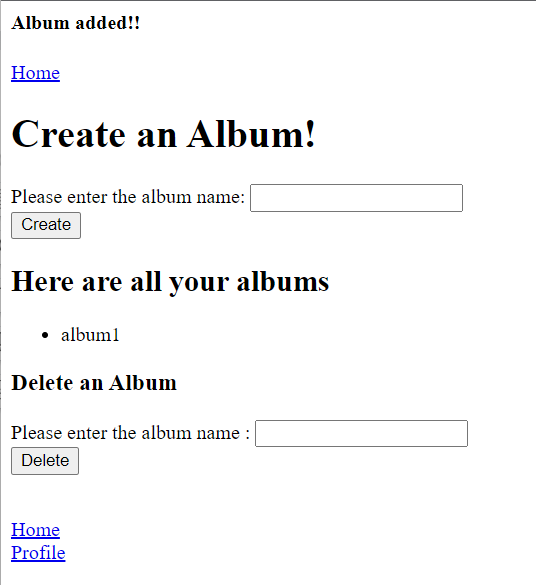 Album added!!
Home
Create an Album!
Please enter the album name:
Create
Here are all your albums
album1
Delete an Album
Please enter the album name :
Delete
Home
Profile